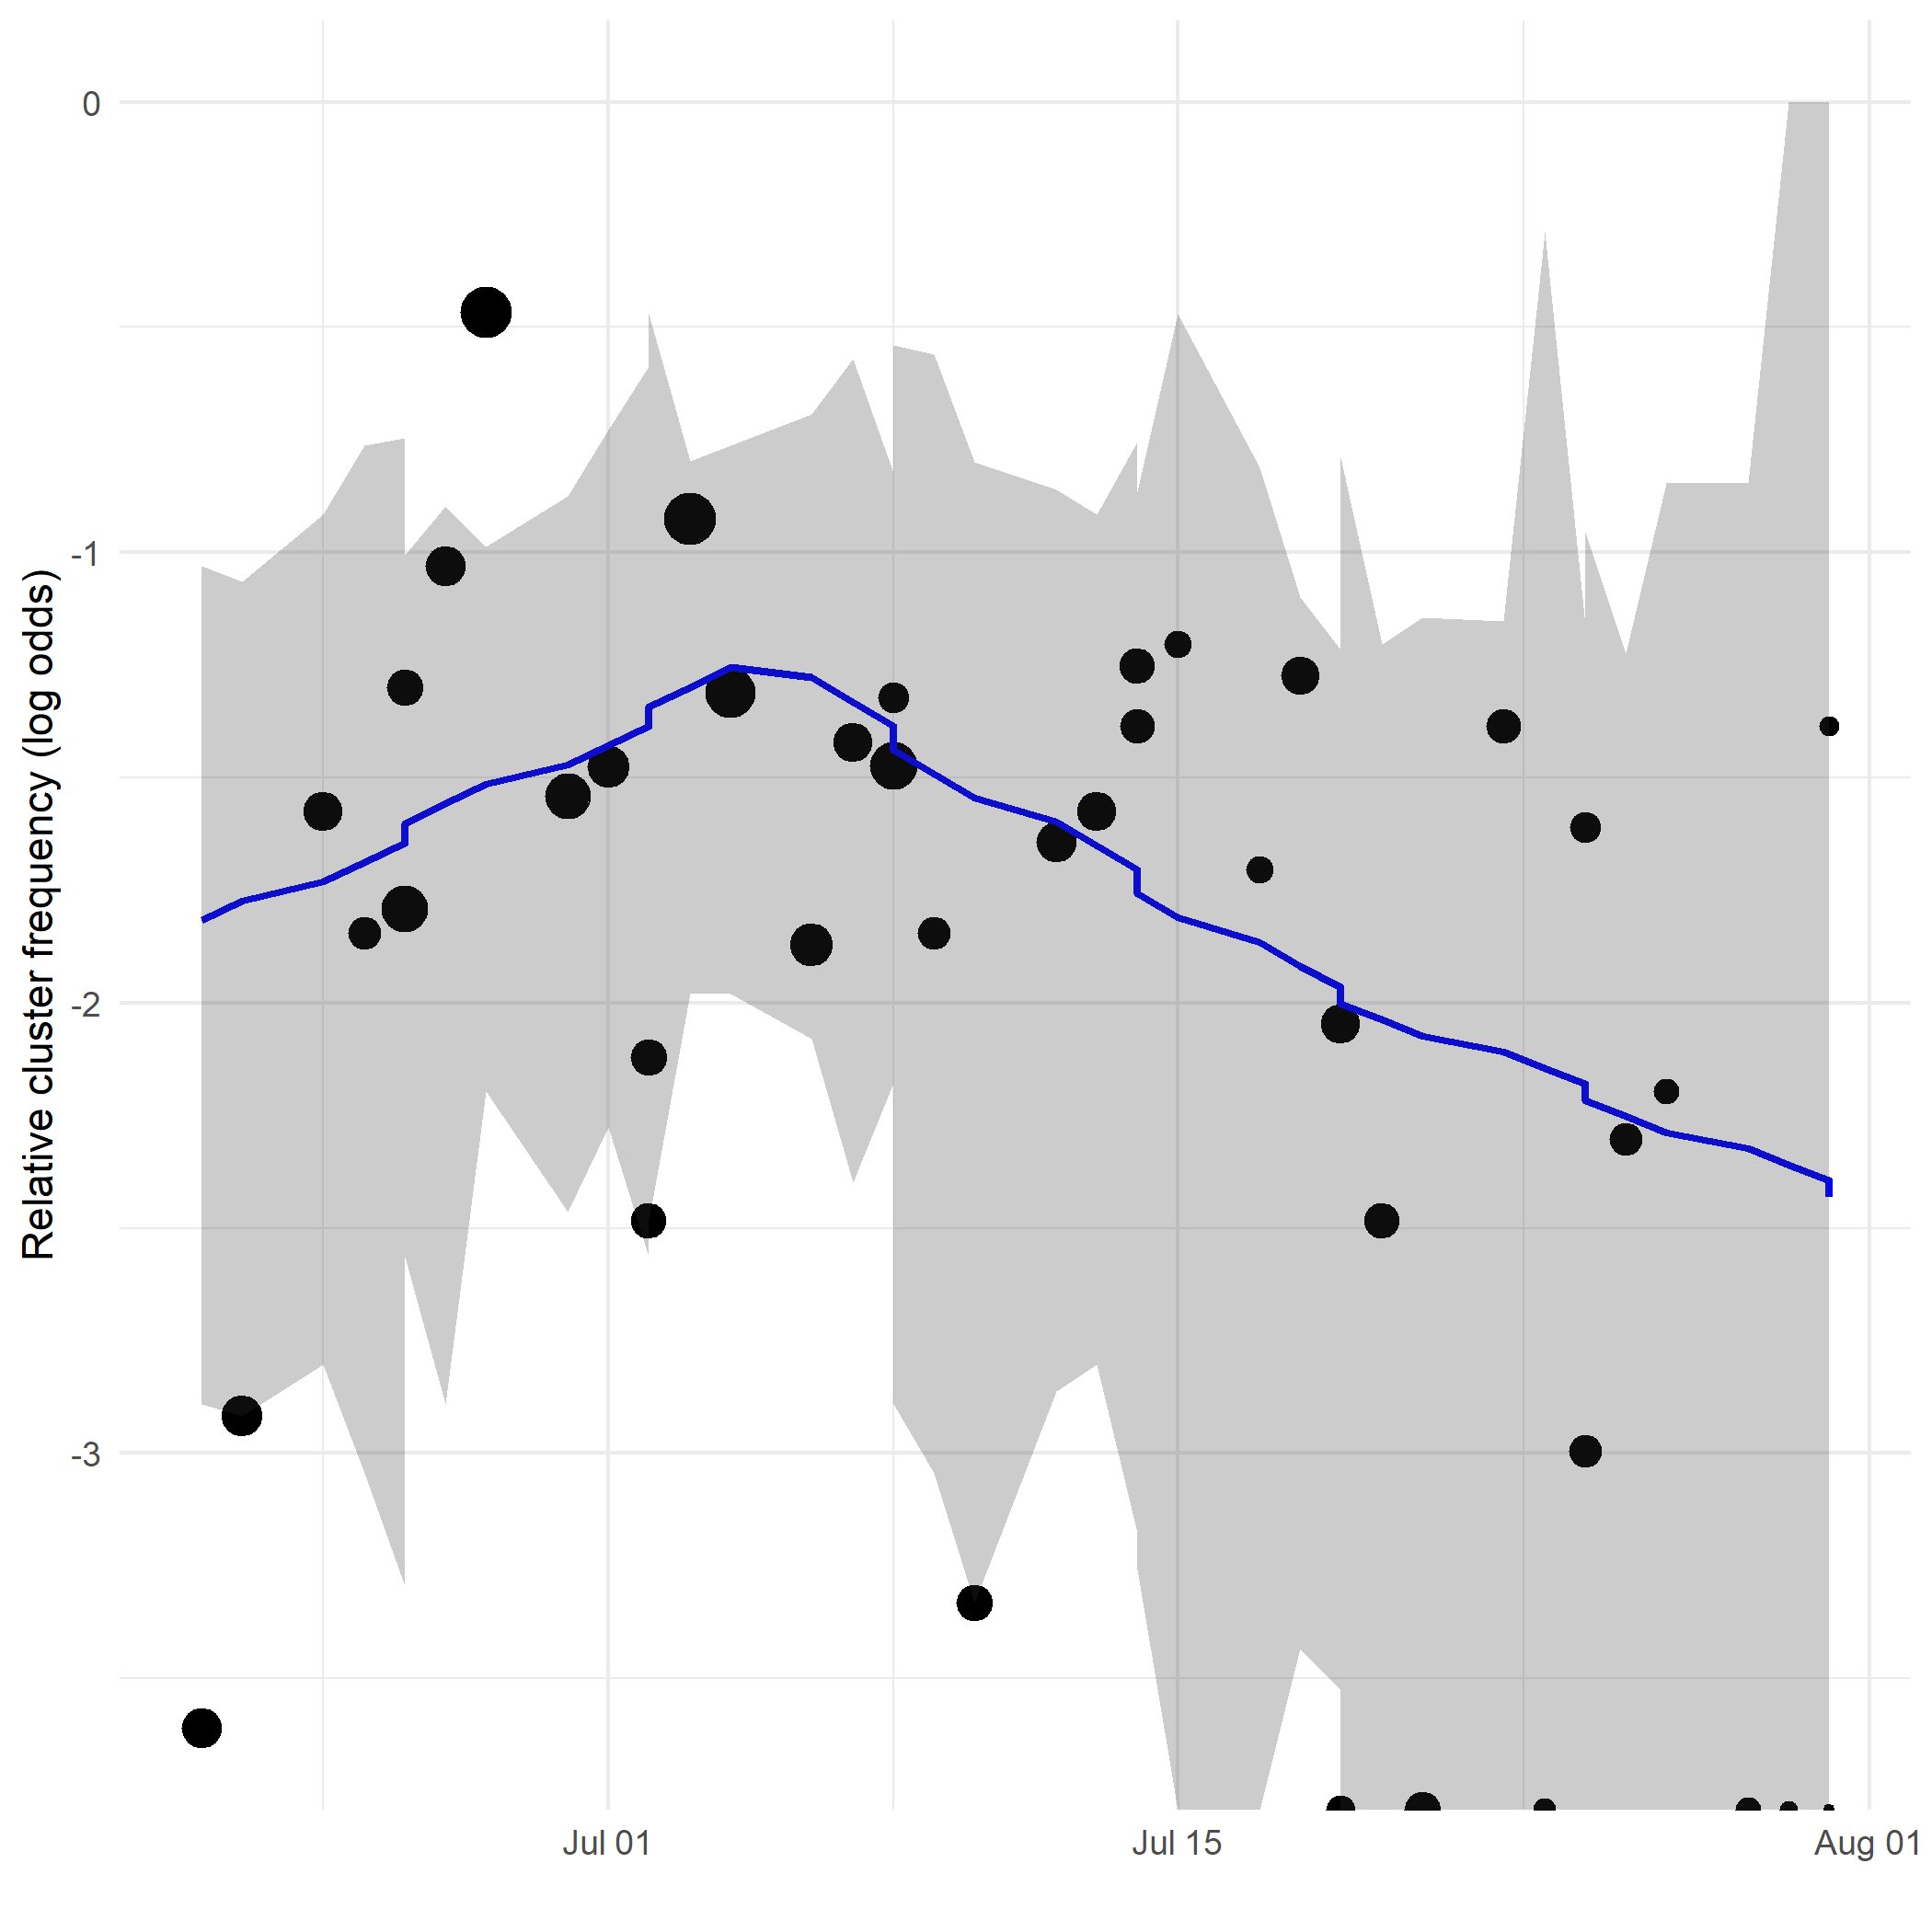 Relative cluster frequency (log odds)
0
-1
-2
-3
Jul 01
Jul 15
Aug 01